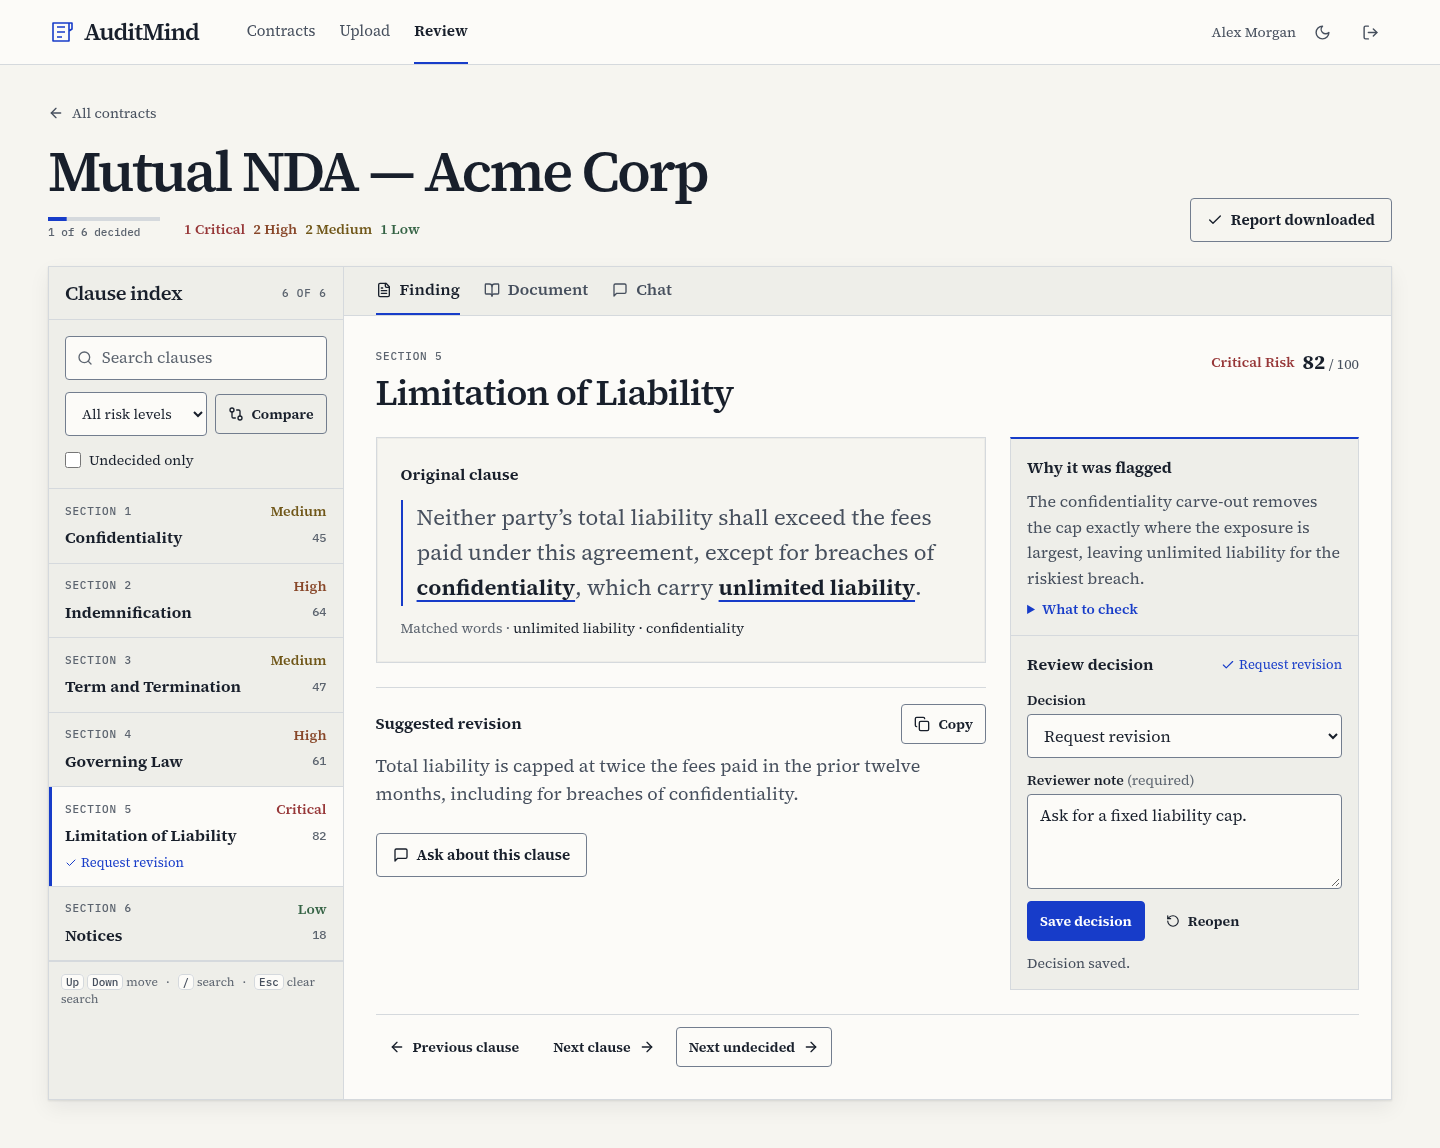 AuditMind
Contracts Upload Review
Alex Morgan
All contracts
Mutual NDA — Acme Corp
1 of 6 decided
1 Critical 2 High 2 Medium 1 Low
Report downloaded
Clause index
6 OF 6
Search clauses
All risk levels
Compare
Undecided only
SECTION 1 Medium
Confidentiality 45
SECTION 2 High
Indemnification 64
SECTION 3 Medium
Term and Termination 47
SECTION 4 High
Governing Law 61
SECTION 5 Critical
Limitation of Liability 82
Request revision
SECTION 6 Low
Notices 18
Up Down move · / search · Esc clear
search
Finding Document Chat
SECTION 5
Limitation of Liability
Critical Risk 82 / 100
Original clause
Neither party’s total liability shall exceed the fees
paid under this agreement, except for breaches of
confidentiality, which carry unlimited liability.
Matched words · unlimited liability · confidentiality
Suggested revision
Copy
Total liability is capped at twice the fees paid in the prior twelve
months, including for breaches of confidentiality.
Ask about this clause
Why it was flagged
The confidentiality carve-out removes
the cap exactly where the exposure is
largest, leaving unlimited liability for the
riskiest breach.
What to check
Review decision
Request revision
Decision
Request revision
Reviewer note (required)
Ask for a fixed liability cap.
Save decision
Reopen
Decision saved.
Previous clause Next clause Next undecided